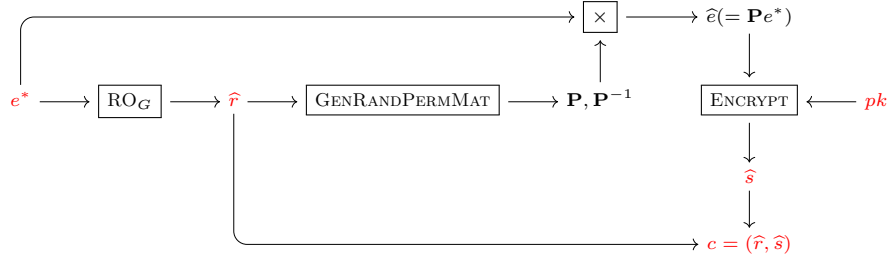 × ê(= Pe*)
e* RO_G r̂ GENRANDPERMMAT P, P⁻¹ ENCRYPT pk
ŝ
c = (r̂, ŝ)